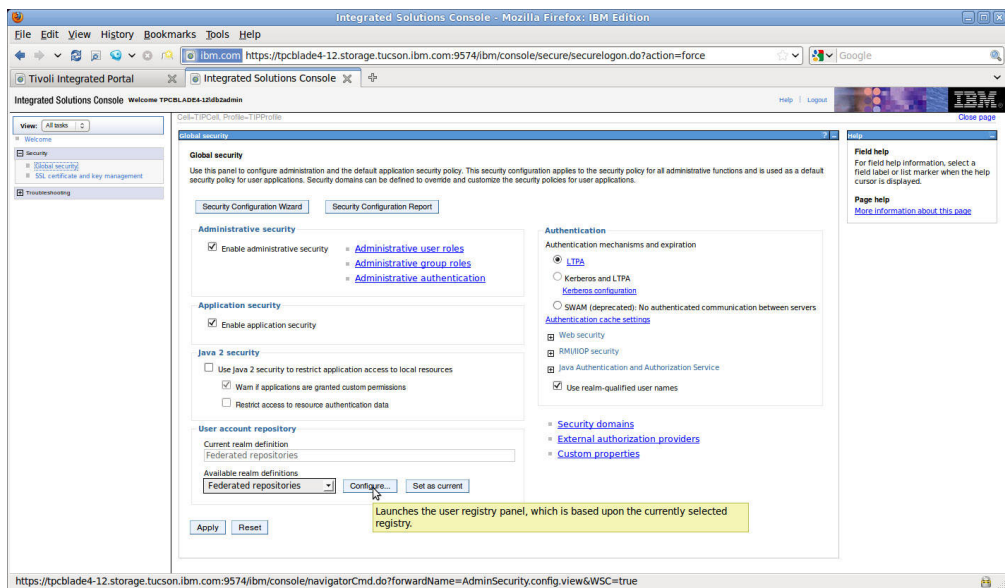 Integrated Solutions Console - Mozilla Firefox: IBM Edition
File Edit View History Bookmarks Tools Help
ibm.com https://tpcblade4-12.storage.tucson.ibm.com:9574/ibm/console/secure/securelogon.do?action=force
Google
Tivoli Integrated Portal
Integrated Solutions Console
Integrated Solutions Console Welcome TPCBLADE4-12\db2admin
Help | Logout
IBM
Cell=TIPCell, Profile=TIPProfile
Close page
View: All tasks
Welcome
Security
Global security
SSL certificate and key management
Troubleshooting
Global security
Global security
Use this panel to configure administration and the default application security policy. This security configuration applies to the security policy for all administrative functions and is used as a default
security policy for user applications. Security domains can be defined to override and customize the security policies for user applications.
Security Configuration Wizard
Security Configuration Report
Administrative security
Enable administrative security
Administrative user roles
Administrative group roles
Administrative authentication
Application security
Enable application security
Java 2 security
Use Java 2 security to restrict application access to local resources
Warn if applications are granted custom permissions
Restrict access to resource authentication data
User account repository
Current realm definition
Federated repositories
Available realm definitions
Federated repositories
Configure...
Set as current
Launches the user registry panel, which is based upon the currently selected
registry.
Apply
Reset
Authentication
Authentication mechanisms and expiration
LTPA
Kerberos and LTPA
Kerberos configuration
SWAM (deprecated): No authenticated communication between servers
Authentication cache settings
Web security
RMI/IIOP security
Java Authentication and Authorization Service
Use realm-qualified user names
Security domains
External authorization providers
Custom properties
Help
Field help
For field help information, select a
field label or list marker when the help
cursor is displayed.
Page help
More information about this page
https://tpcblade4-12.storage.tucson.ibm.com:9574/ibm/console/navigatorCmd.do?forwardName=AdminSecurity.config.view&WSC=true